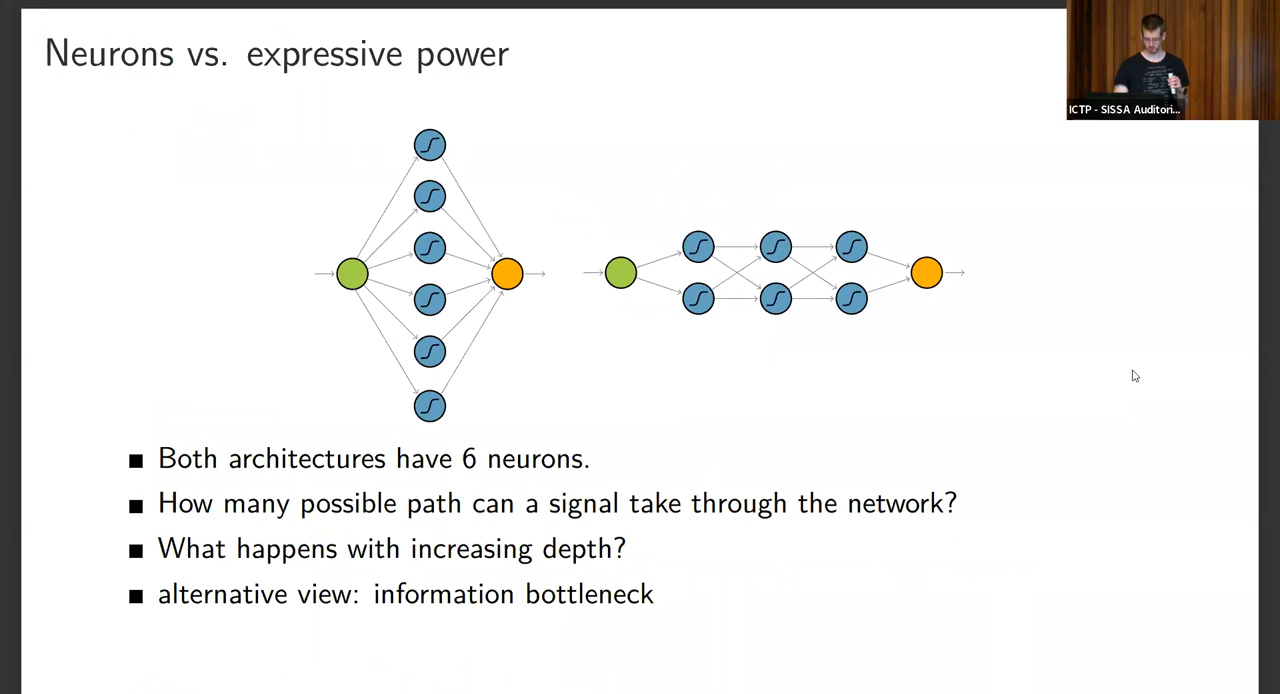 Neurons vs. expressive power
ICTP - SISSA Auditori...
Both architectures have 6 neurons.
How many possible path can a signal take through the network?
What happens with increasing depth?
alternative view: information bottleneck